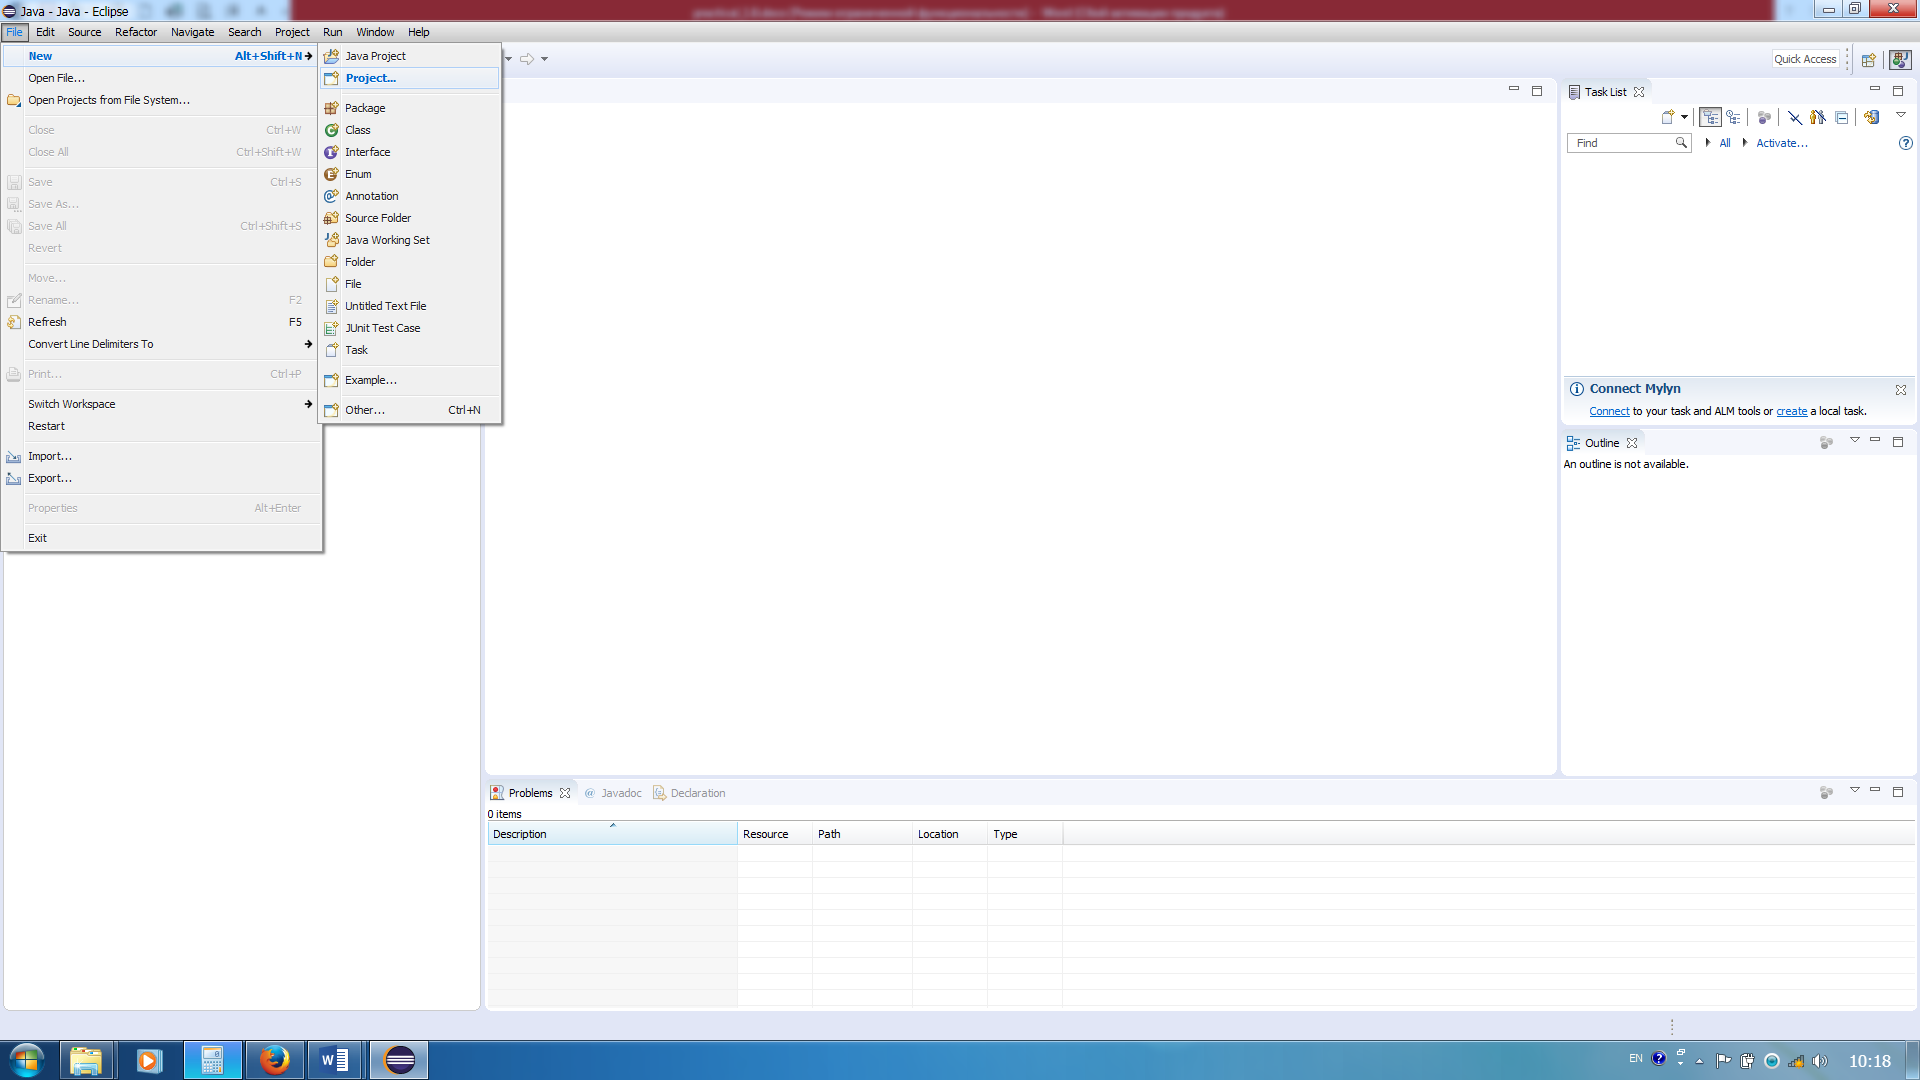 Java - Java - Eclipse
File Edit Source Refactor Navigate Search Project Run Window Help
New Alt+Shift+N
Open File...
Open Projects from File System...
Close Ctrl+W
Close All Ctrl+Shift+W
Save Ctrl+S
Save As...
Save All Ctrl+Shift+S
Revert
Move...
Rename... F2
Refresh F5
Convert Line Delimiters To
Print... Ctrl+P
Switch Workspace
Restart
Import...
Export...
Properties Alt+Enter
Exit
Java Project
Project...
Package
Class
Interface
Enum
Annotation
Source Folder
Java Working Set
Folder
File
Untitled Text File
JUnit Test Case
Task
Example...
Other... Ctrl+N
Quick Access
Task List
Find All Activate...
Connect Mylyn
Connect to your task and ALM tools or create a local task.
Outline
An outline is not available.
Problems @ Javadoc Declaration
0 items
Description Resource Path Location Type
EN 10:18